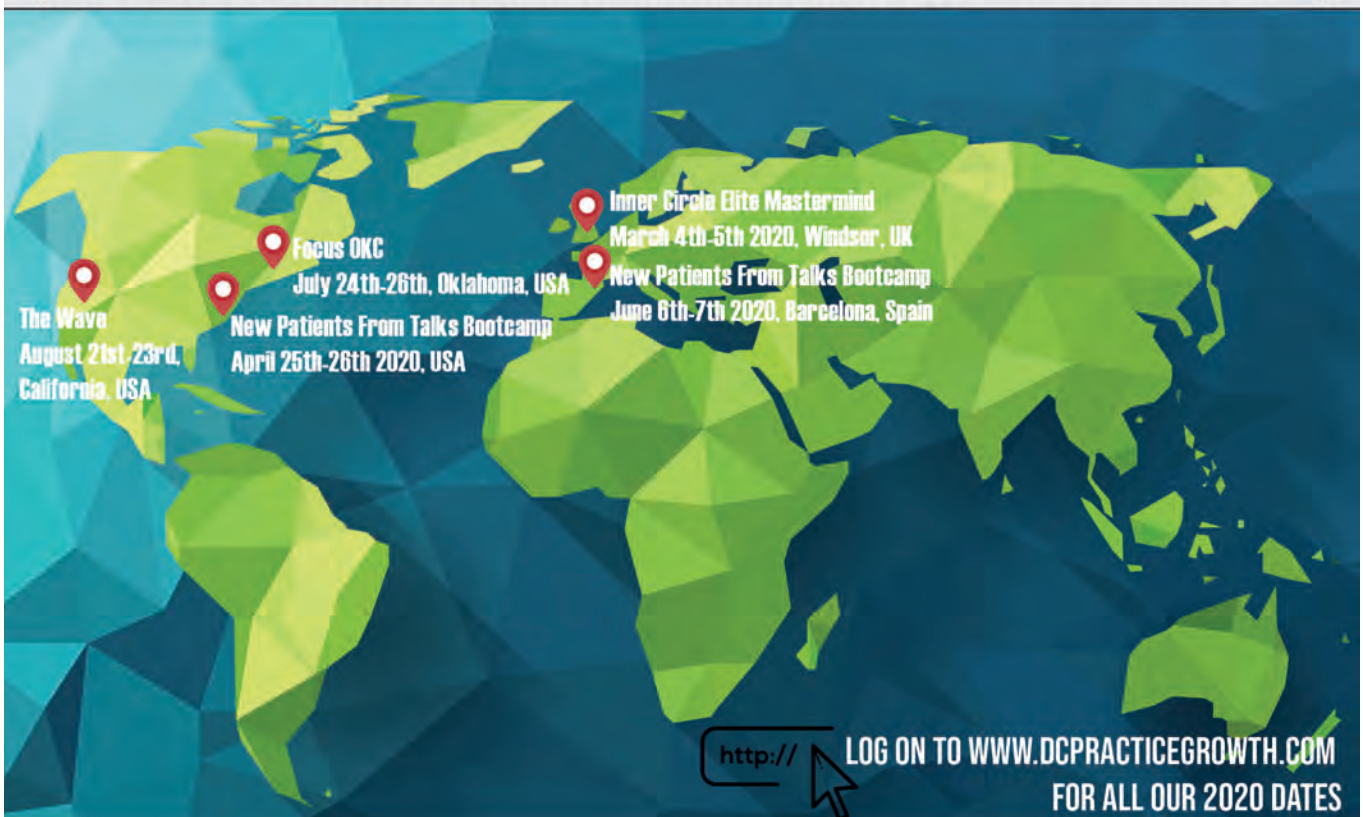 Inner Circle Elite Mastermind
March 4th-5th 2020, Windsor, UK
Focus OKC
July 24th-26th, Oklahoma, USA
New Patients From Talks Bootcamp
June 6th-7th 2020, Barcelona, Spain
The Wave
August 21st-23rd,
California, USA
New Patients From Talks Bootcamp
April 25th-26th 2020, USA
http://
LOG ON TO WWW.DCPRACTICEGROWTH.COM
FOR ALL OUR 2020 DATES